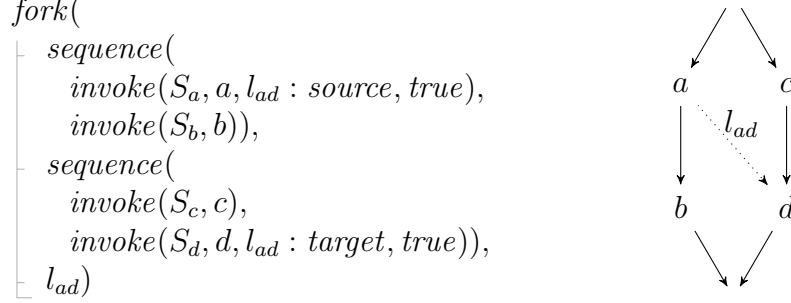 fork(
sequence(
invoke(S_a, a, l_ad : source, true),
invoke(S_b, b)),
sequence(
invoke(S_c, c),
invoke(S_d, d, l_ad : target, true)),
l_ad)
a c
l_ad
b d